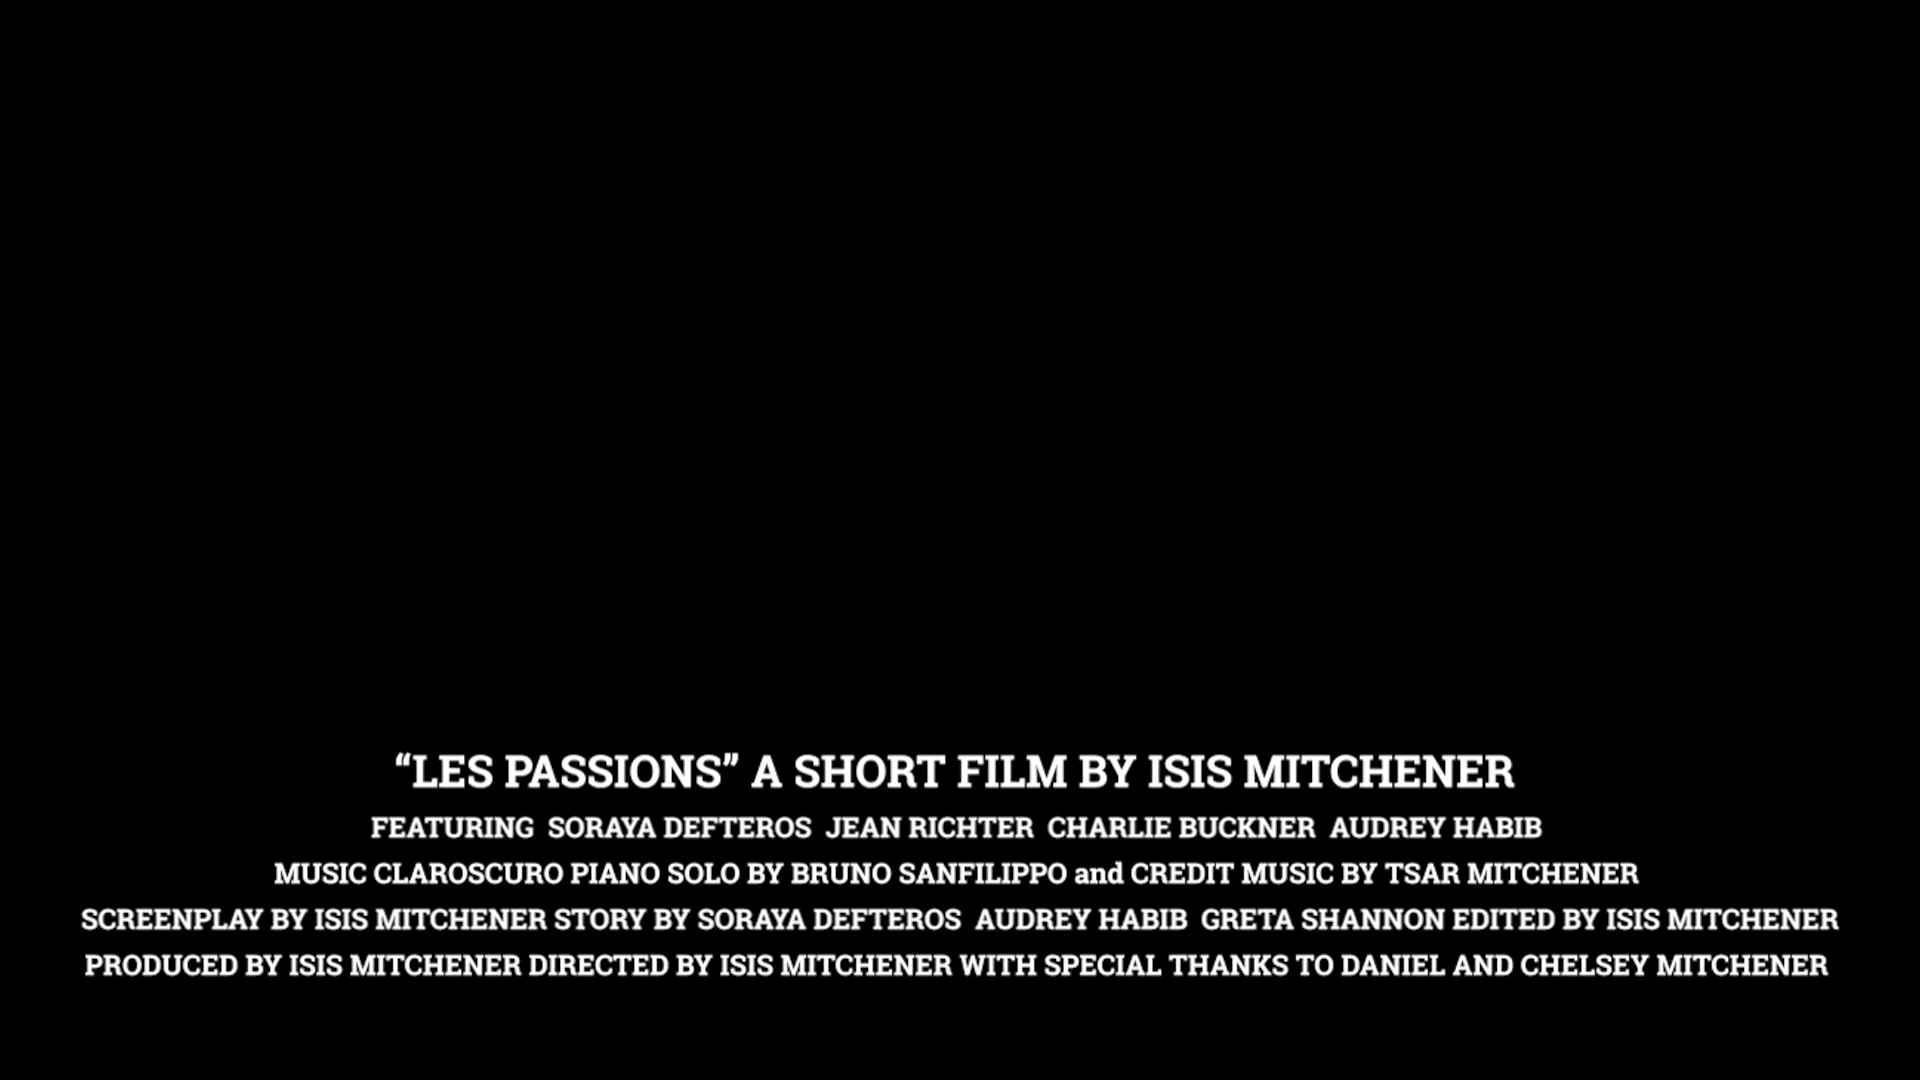 “LES PASSIONS” A SHORT FILM BY ISIS MITCHENER
FEATURING SORAYA DEFTEROS JEAN RICHTER CHARLIE BUCKNER AUDREY HABIB
MUSIC CLAROSCURO PIANO SOLO BY BRUNO SANFILIPPO and CREDIT MUSIC BY TSAR MITCHENER
SCREENPLAY BY ISIS MITCHENER STORY BY SORAYA DEFTEROS AUDREY HABIB GRETA SHANNON EDITED BY ISIS MITCHENER
PRODUCED BY ISIS MITCHENER DIRECTED BY ISIS MITCHENER WITH SPECIAL THANKS TO DANIEL AND CHELSEY MITCHENER